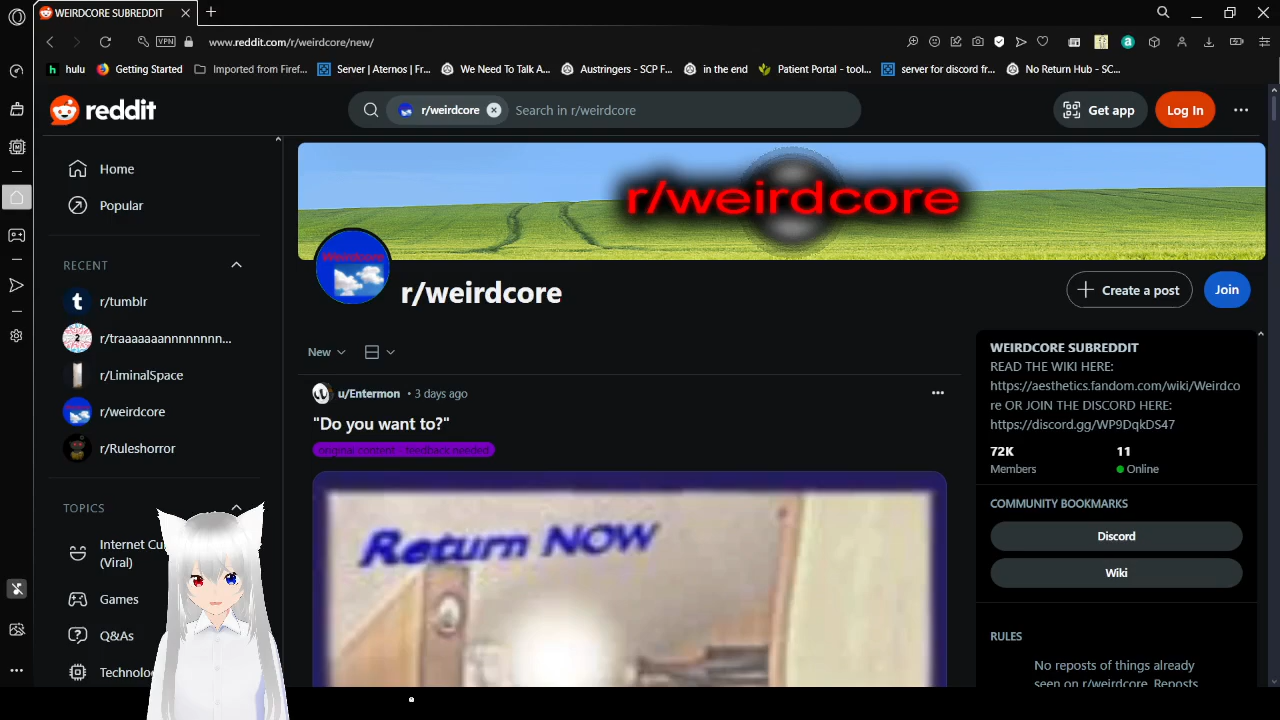 WEIRDCORE SUBREDDIT
VPN
www.reddit.com/r/weirdcore/new/
hulu
Getting Started
Imported from Firef...
Server | Aternos | Fr...
We Need To Talk A...
Austringers - SCP F...
in the end
Patient Portal - tool...
server for discord fr...
No Return Hub - SC...
reddit
r/weirdcore
Search in r/weirdcore
Get app
Log In
Home
Popular
RECENT
r/tumblr
r/traaaaaaannnnnnnn...
r/LiminalSpace
r/weirdcore
r/Ruleshorror
TOPICS
Internet Cu
(Viral)
Games
Q&As
Technolo
r/weirdcore
Weirdcore
r/weirdcore
Create a post
Join
New
u/Entermon • 3 days ago
"Do you want to?"
original content - feedback needed
Return NOW
WEIRDCORE SUBREDDIT
READ THE WIKI HERE:
https://aesthetics.fandom.com/wiki/Weirdco
re OR JOIN THE DISCORD HERE:
https://discord.gg/WP9DqkDS47
72K
11
Members
Online
COMMUNITY BOOKMARKS
Discord
Wiki
RULES
No reposts of things already
seen on r/weirdcore. Reposts